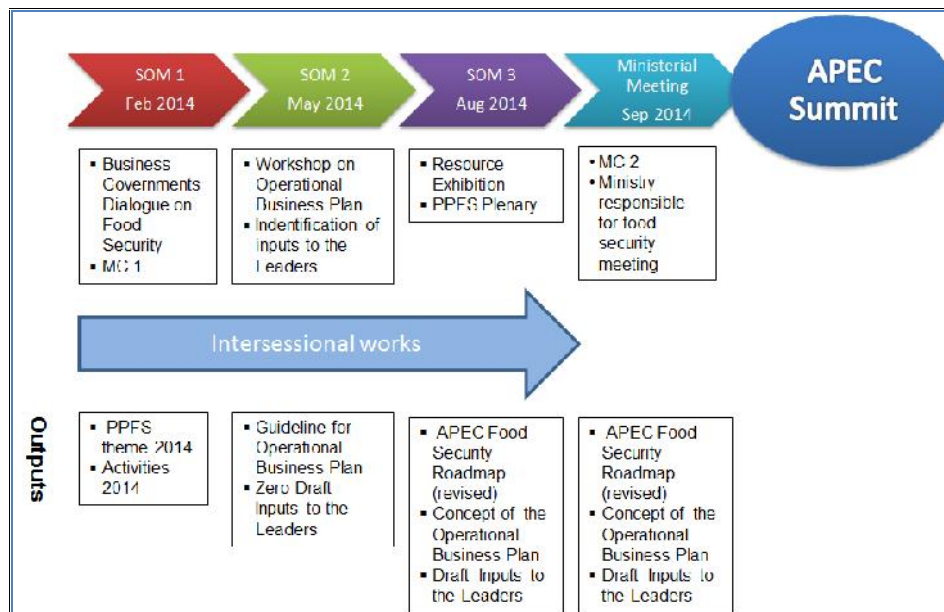 SOM 1
Feb 2014
SOM 2
May 2014
SOM 3
Aug 2014
Ministerial
Meeting
Sep 2014
APEC
Summit
▪ Business
Governments
Dialogue on
Food
Security
▪ MC 1
▪ Workshop on
Operational
Business Plan
▪ Indentification of
inputs to the
Leaders
▪ Resource
Exhibition
▪ PPFS Plenary
• MC 2
• Ministry
responsible
for food
security
meeting
Intersessional works
Outputs
▪ PPFS
theme 2014
▪ Activities
2014
▪ Guideline for
Operational
Business Plan
▪ Zero Draft
Inputs to the
Leaders
▪ APEC Food
Security
Roadmap
(revised)
▪ Concept of the
Operational
Business Plan
▪ Draft Inputs to
the Leaders
▪ APEC Food
Security
Roadmap
(revised)
▪ Concept of the
Operational
Business Plan
▪ Draft Inputs to
the Leaders